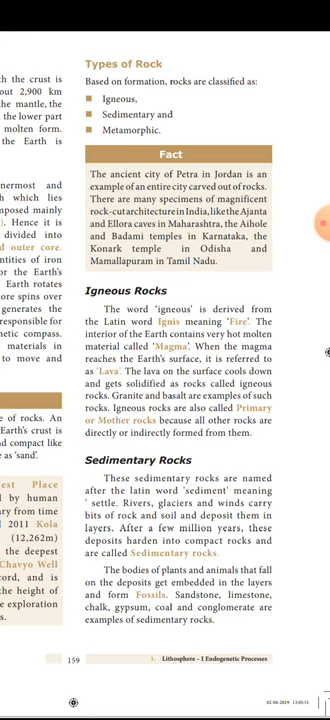 th the crust is
out 2,900 km
the mantle, the
the lower part
molten form.
the Earth is
nermost and
h which lies
mposed mainly
). Hence it is
divided into
d outer core.
ntities of iron
or the Earth's
Earth rotates
core spins over
generates the
responsible for
netic compass.
materials in
to move and
e of rocks. An
Earth's crust is
nd compact like
e as 'sand'.
est Place
d by human
ary from time
d 2011 Kola
(12,262m)
the deepest
Chavyo Well
cord, and is
the height of
e exploration
s.
Types of Rock
Based on formation, rocks are classified as:
■ Igneous,
■ Sedimentary and
■ Metamorphic.
Fact
The ancient city of Petra in Jordan is an
example of an entire city carved out of rocks.
There are many specimens of magnificent
rock-cut architecture in India, like the Ajanta
and Ellora caves in Maharashtra, the Aihole
and Badami temples in Karnataka, the
Konark temple in Odisha and
Mamallapuram in Tamil Nadu.
Igneous Rocks
The word 'igneous' is derived from
the Latin word Ignis meaning 'Fire'. The
interior of the Earth contains very hot molten
material called 'Magma'. When the magma
reaches the Earth's surface, it is referred to
as 'Lava'. The lava on the surface cools down
and gets solidified as rocks called igneous
rocks. Granite and basalt are examples of such
rocks. Igneous rocks are also called Primary
or Mother rocks because all other rocks are
directly or indirectly formed from them.
Sedimentary Rocks
These sedimentary rocks are named
after the latin word 'sediment' meaning
' settle. Rivers, glaciers and winds carry
bits of rock and soil and deposit them in
layers. After a few million years, these
deposits harden into compact rocks and
are called Sedimentary rocks.
The bodies of plants and animals that fall
on the deposits get embedded in the layers
and form Fossils. Sandstone, limestone,
chalk, gypsum, coal and conglomerate are
examples of sedimentary rocks.
159
1. Lithosphere – I Endogenetic Processes
02-04-2019 13:05:51